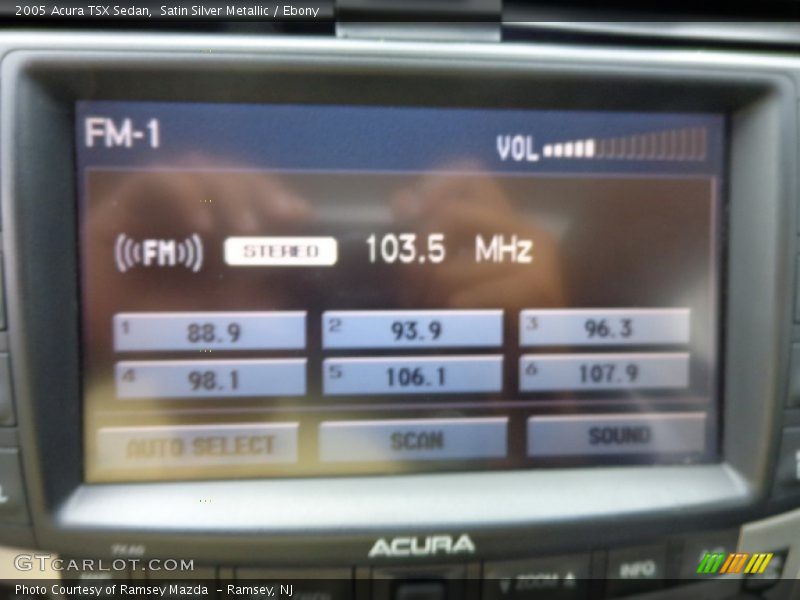 2005 Acura TSX Sedan, Satin Silver Metallic / Ebony
FM-1
VOL
FM STEREO 103.5 MHz
1 88.9 2 93.9 3 96.3
4 98.1 5 106.1 6 107.9
AUTO SELECT SCAN SOUND
ACURA
ZOOM INFO
GTCARLOT.COM
Photo Courtesy of Ramsey Mazda - Ramsey, NJ